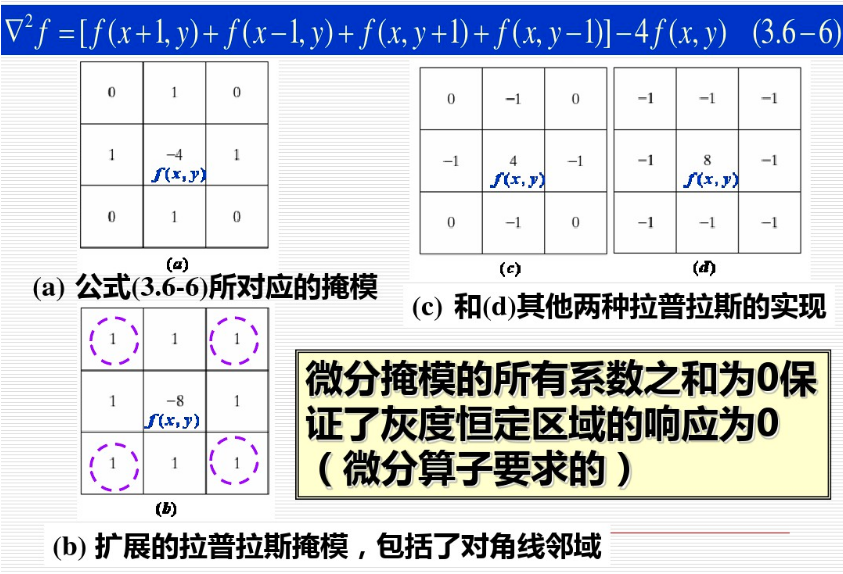 ∇²f = [f(x+1, y) + f(x−1, y) + f(x, y+1) + f(x, y−1)] − 4f(x, y) (3.6−6)
0 1 0
1 −4 1
f(x, y)
0 1 0
(a)
(a) 公式(3.6-6)所对应的掩模
0 −1 0
−1 4 −1
f(x, y)
0 −1 0
(c)
−1 −1 −1
−1 8 −1
f(x, y)
−1 −1 −1
(d)
(c) 和(d)其他两种拉普拉斯的实现
1 1 1
1 −8 1
f(x, y)
1 1 1
(b)
(b) 扩展的拉普拉斯掩模，包括了对角线邻域
微分掩模的所有系数之和为0保
证了灰度恒定区域的响应为0
（微分算子要求的）